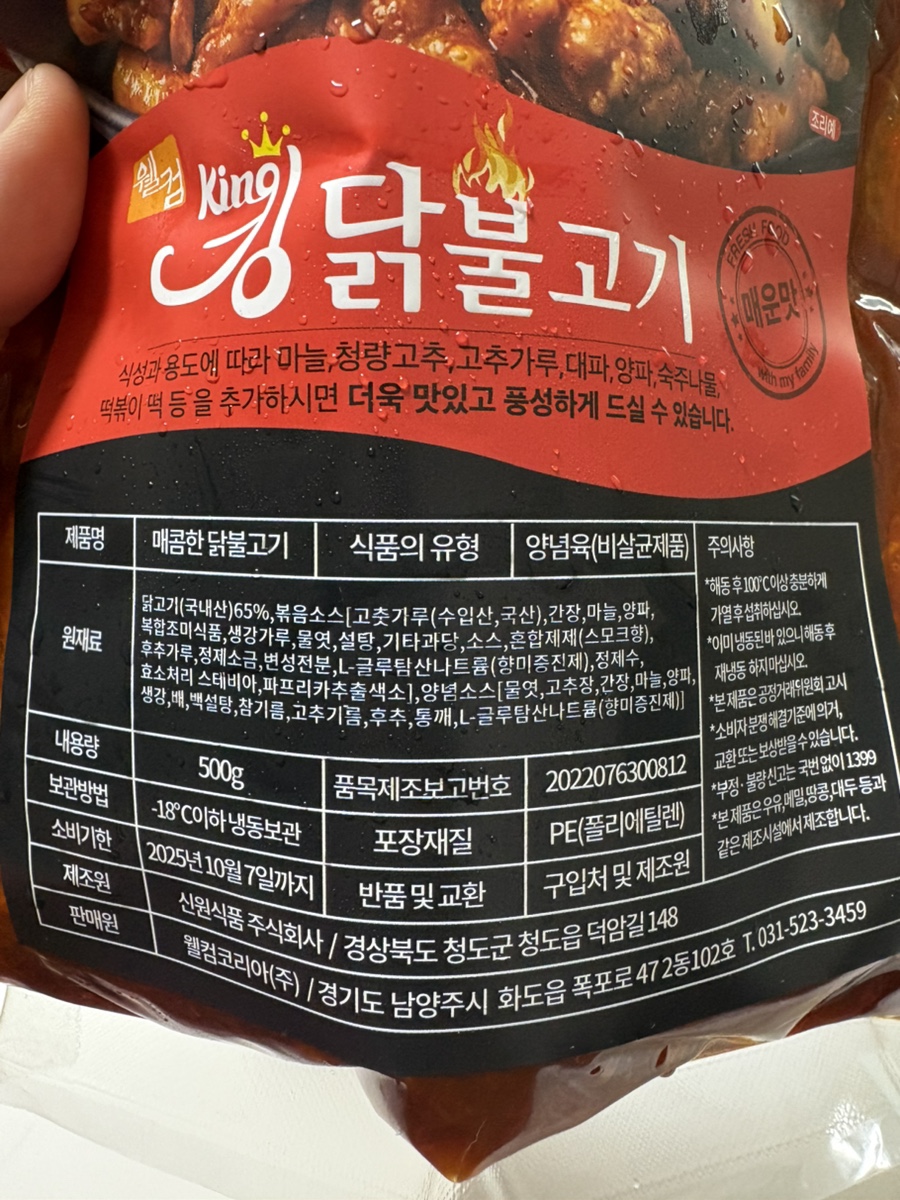 조리예
웰컴
King
킹 닭불고기
FRESH FOOD
매운맛
with my family
식성과 용도에 따라 마늘,청량고추,고추가루,대파,양파,숙주나물,
떡볶이 떡 등을 추가하시면 더욱 맛있고 풍성하게 드실 수 있습니다.
제품명 매콤한 닭불고기 식품의 유형 양념육(비살균제품)
원재료
닭고기(국내산)65%,볶음소스[고춧가루(수입산,국산),간장,마늘,양파,
복합조미식품,생강가루,물엿,설탕,기타과당,소스,혼합제제(스모크향),
후추가루,정제소금,변성전분,L-글루탐산나트륨(향미증진제),정제수,
효소처리 스테비아,파프리카추출색소],양념소스[물엿,고추장,간장,마늘,양파,
생강,배,백설탕,참기름,고추기름,후추,통깨,L-글루탐산나트륨(향미증진제)]
내용량 500g 품목제조보고번호 2022076300812
보관방법 -18°C이하 냉동보관 포장재질 PE(폴리에틸렌)
소비기한 2025년 10월 7일까지 반품 및 교환 구입처 및 제조원
제조원 신원식품 주식회사 / 경상북도 청도군 청도읍 덕암길 148
판매원 웰컴코리아(주) / 경기도 남양주시 화도읍 폭포로 47 2동102호 T. 031-523-3459
주의사항
*해동 후 100°C 이상 충분하게
가열 후 섭취하십시오.
*이미 냉동된 바 있으니 해동 후
재냉동 하지 마십시오.
*본 제품은 공정거래위원회 고시
*소비자 분쟁해결기준에 의거,
교환 또는 보상받을 수 있습니다.
*부정·불량신고는 국번 없이 1399
*본 제품은 우유,메밀,땅콩,대두 등과
같은 제조시설에서 제조합니다.